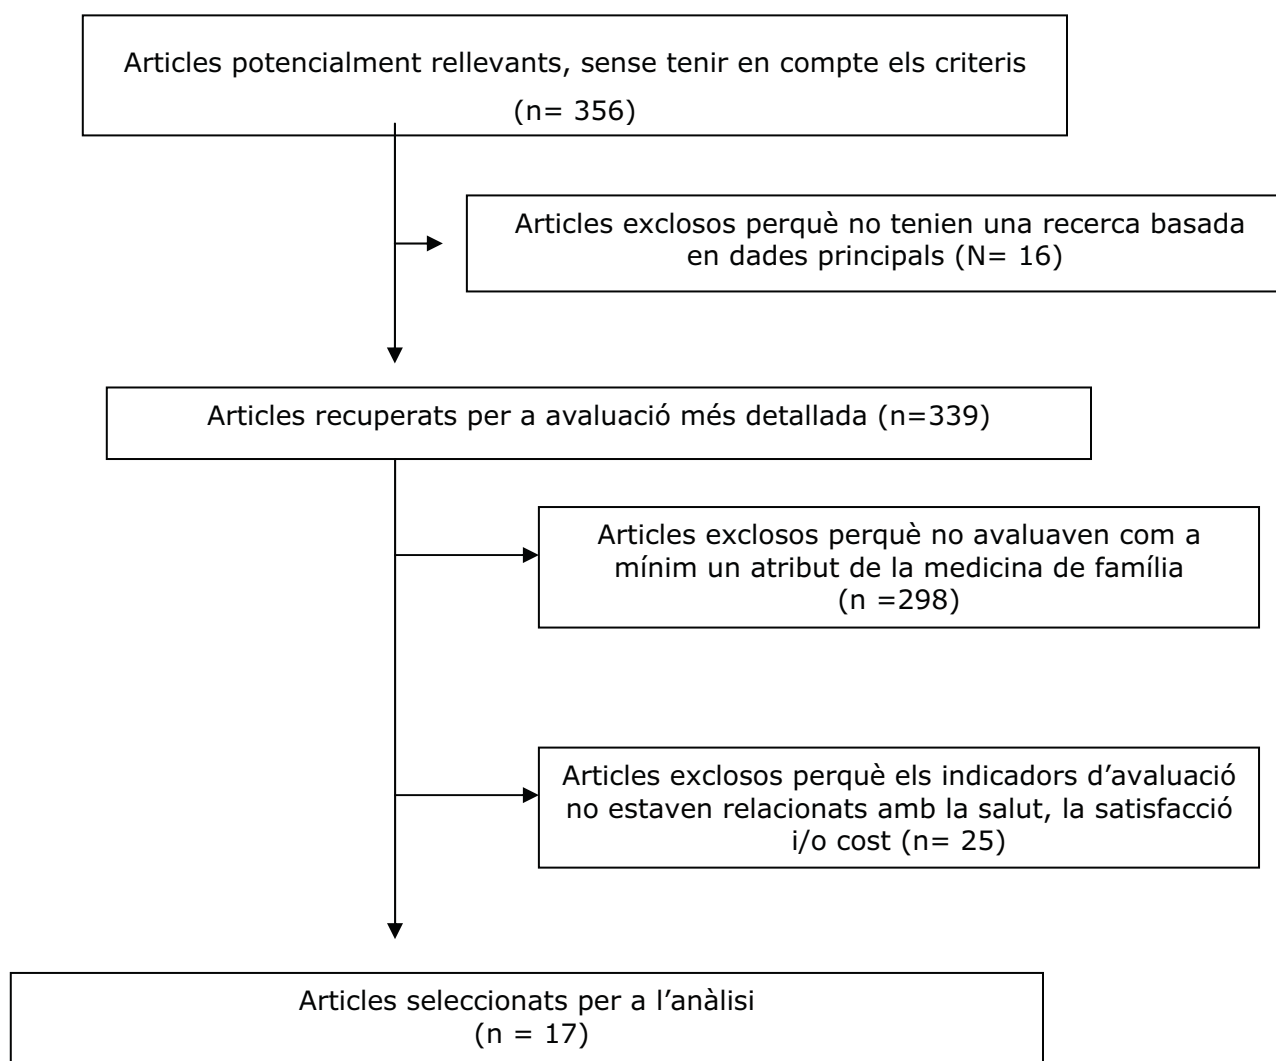 Articles potencialment rellevants, sense tenir en compte els criteris
(n= 356)
Articles exclosos perquè no tenien una recerca basada
en dades principals (N= 16)
Articles recuperats per a avaluació més detallada (n=339)
Articles exclosos perquè no avaluaven com a
mínim un atribut de la medicina de família
(n =298)
Articles exclosos perquè els indicadors d’avaluació
no estaven relacionats amb la salut, la satisfacció
i/o cost (n= 25)
Articles seleccionats per a l’anàlisi
(n = 17)